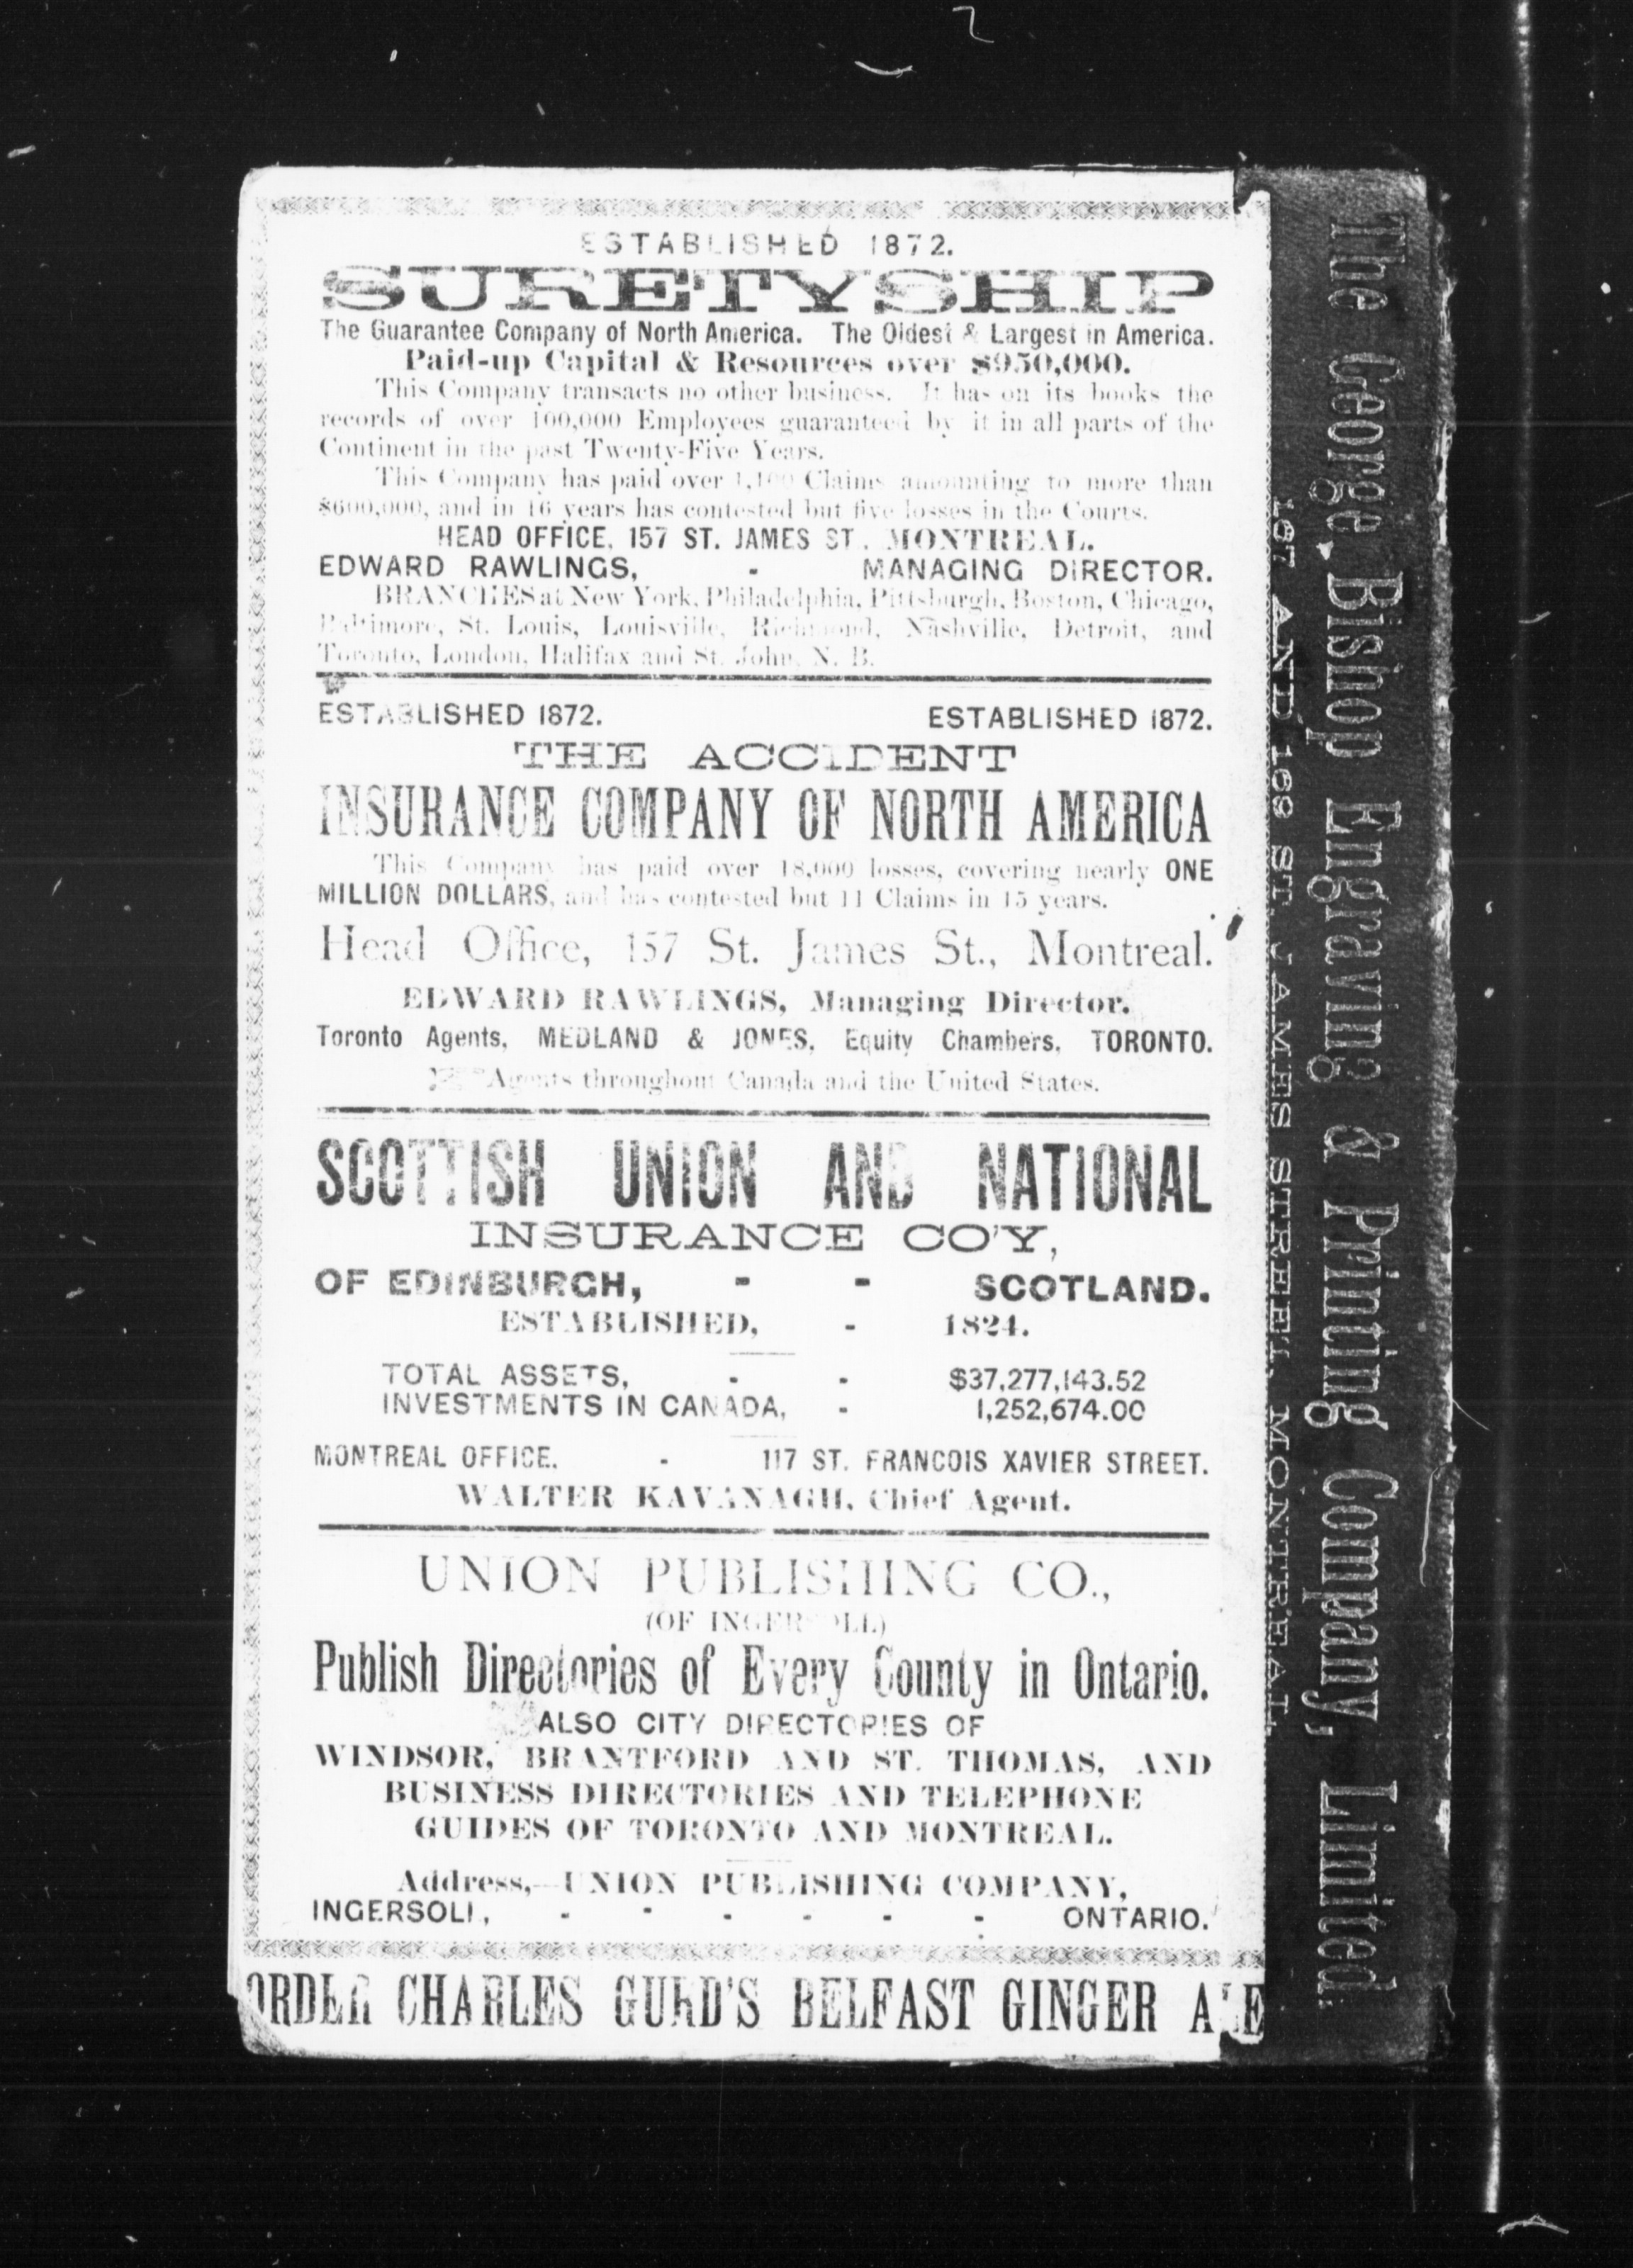 ESTABLISHED 1872.
SURETYSHIP
The Guarantee Company of North America. The Oldest & Largest in America.
Paid-up Capital & Resources over $950,000.
This Company transacts no other business. It has on its books the
records of over 100,000 Employees guaranteed by it in all parts of the
Continent in the past Twenty-Five Years.
This Company has paid over Claims amounting to more than
$600,000, and in 16 years has contested but five losses in the Courts.
HEAD OFFICE, 157 ST. JAMES ST., MONTREAL.
EDWARD RAWLINGS, - MANAGING DIRECTOR.
BRANCHES at New York, Philadelphia, Pittsburgh, Boston, Chicago,
Baltimore, St. Louis, Louisville, Richmond, Nashville, Detroit, and
Toronto, London, Halifax and St. John, N. B.
ESTABLISHED 1872. ESTABLISHED 1872.
THE ACCIDENT
INSURANCE COMPANY OF NORTH AMERICA
This Company has paid over 18,000 losses, covering nearly ONE
MILLION DOLLARS, and has contested but 11 Claims in 15 years.
Head Office, 157 St. James St., Montreal.
EDWARD RAWLINGS, Managing Director.
Toronto Agents, MEDLAND & JONES, Equity Chambers, TORONTO.
Agents throughout Canada and the United States.
SCOTTISH UNION AND NATIONAL
INSURANCE CO'Y,
OF EDINBURGH, - - SCOTLAND.
ESTABLISHED, - 1824.
TOTAL ASSETS, - - $37,277,143.52
INVESTMENTS IN CANADA, - 1,252,674.00
MONTREAL OFFICE. - 117 ST. FRANCOIS XAVIER STREET.
WALTER KAVANAGH, Chief Agent.
UNION PUBLISHING CO.,
(OF INGERSOLL)
Publish Directories of Every County in Ontario.
ALSO CITY DIRECTORIES OF
WINDSOR, BRANTFORD AND ST. THOMAS, AND
BUSINESS DIRECTORIES AND TELEPHONE
GUIDES OF TORONTO AND MONTREAL.
Address,—UNION PUBLISHING COMPANY,
INGERSOLL, - - - - - - ONTARIO.
ORDER CHARLES GURD'S BELFAST GINGER ALE
The George Bishop Engraving & Printing Company, Limited.
167 AND 169 ST. JAMES STREET, MONTREAL.